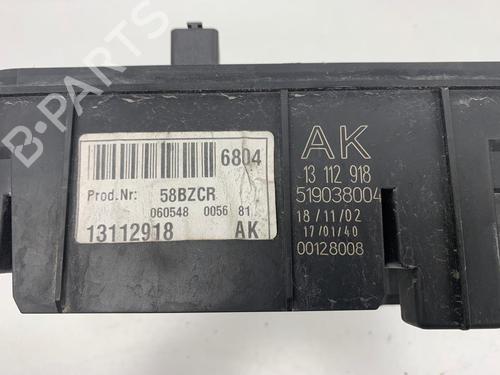 B-PARTS
6804
Prod.Nr: 58BZCR
060548 0056 81
13112918 AK
AK
13 112 918
519038004
18/11/02
17/01/40
00128008